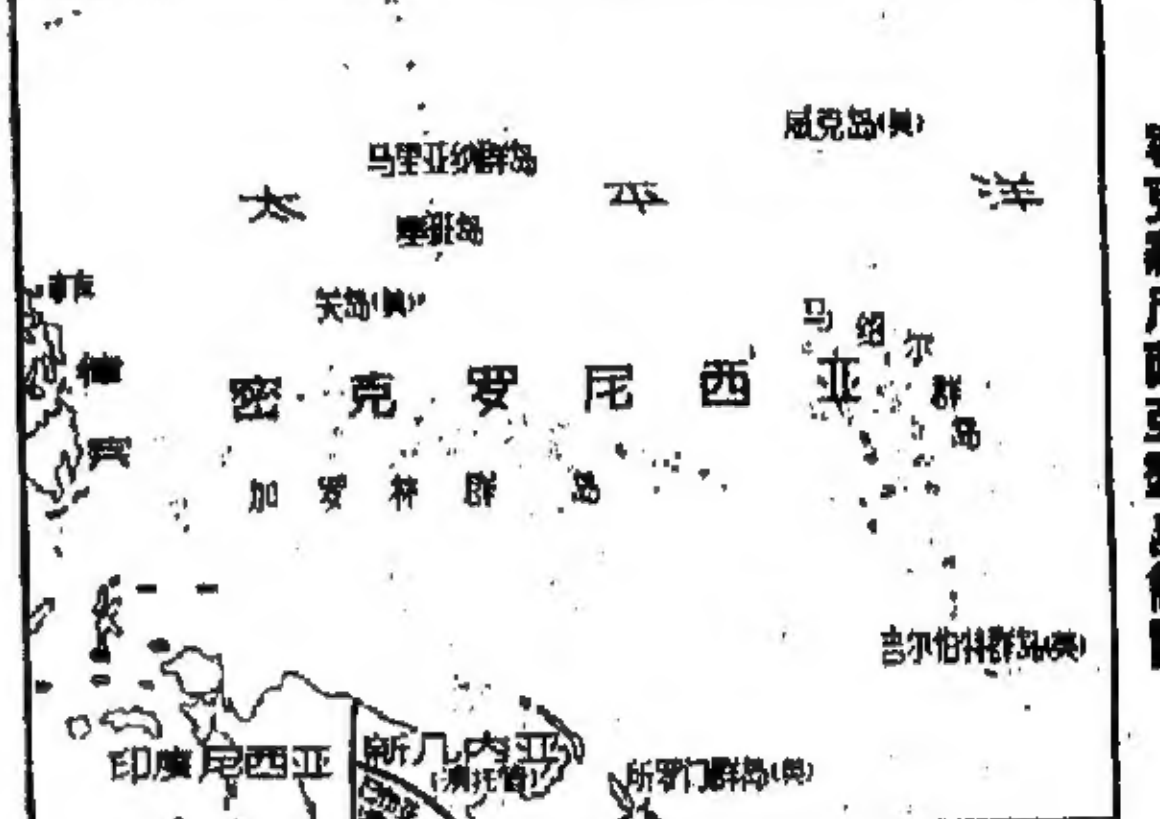 威克岛(美)
马里亚纳群岛
太平洋
塞班岛
关岛(美)
马绍尔群岛
密克罗尼西亚
加罗林群岛
吉尔伯特群岛(英)
印度尼西亚
新几内亚
(澳托管)
所罗门群岛(英)